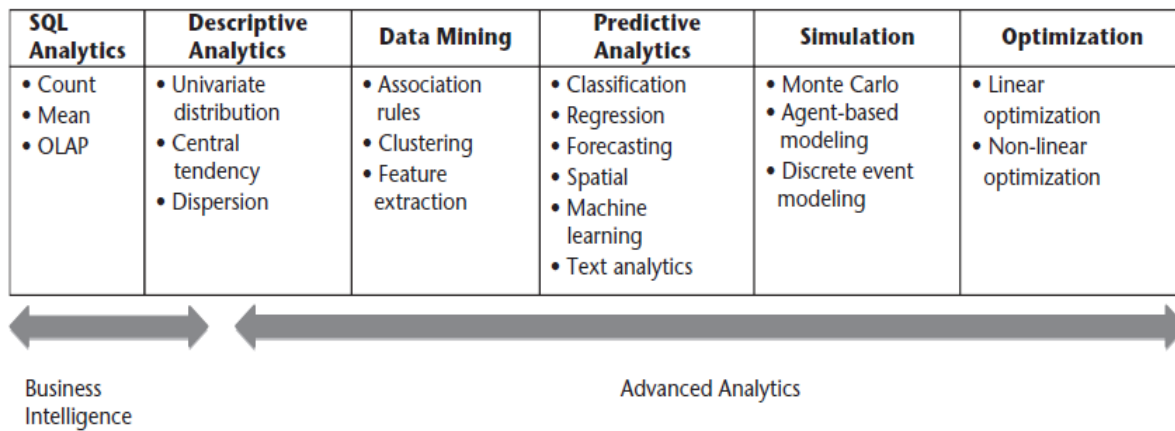 SQL
Analytics
Descriptive
Analytics
Data Mining
Predictive
Analytics
Simulation
Optimization
• Count
• Mean
• OLAP
• Univariate
distribution
• Central
tendency
• Dispersion
• Association
rules
• Clustering
• Feature
extraction
• Classification
• Regression
• Forecasting
• Spatial
• Machine
learning
• Text analytics
• Monte Carlo
• Agent-based
modeling
• Discrete event
modeling
• Linear
optimization
• Non-linear
optimization
Business
Intelligence
Advanced Analytics